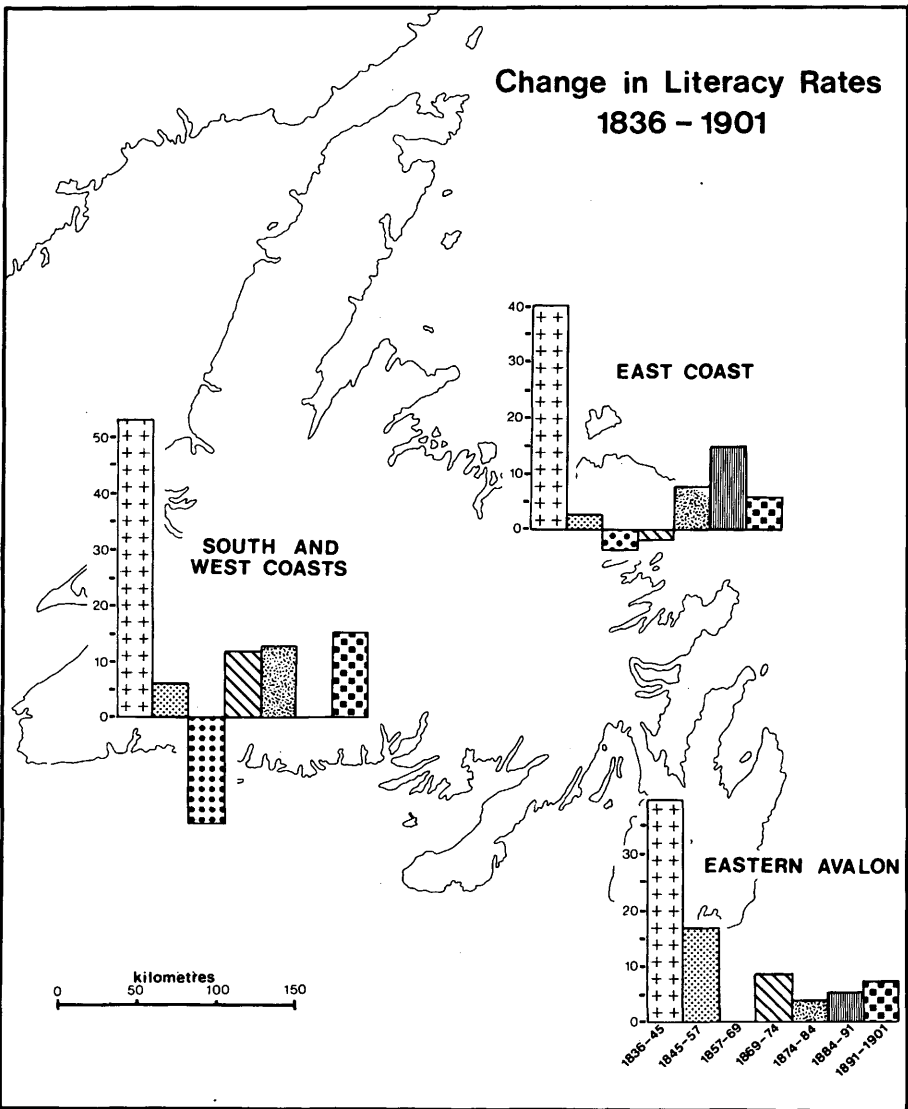 Change in Literacy Rates
1836 – 1901
40
30
20
10
0
EAST COAST
50
40
30
20
10
0
SOUTH AND
WEST COASTS
30
20
10
0
EASTERN AVALON
1836–45
1845–57
1857–69
1869–74
1874–84
1884–91
1891–1901
kilometres
0 50 100 150